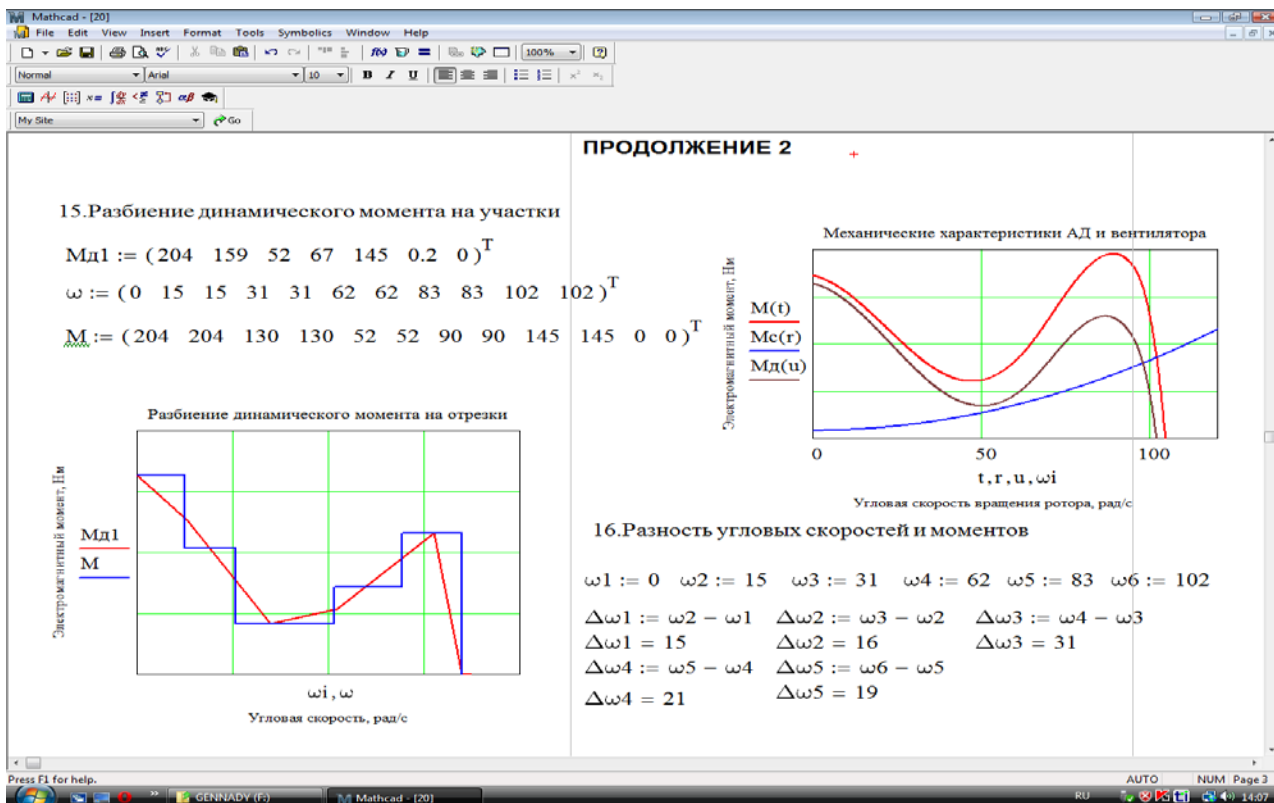 Mathcad - [20]
File Edit View Insert Format Tools Symbolics Window Help
100%
Normal Arial 10 B I U
My Site Go
ПРОДОЛЖЕНИЕ 2
15.Разбиение динамического момента на участки
Мд1 := ( 204 159 52 67 145 0.2 0 )^T
ω := ( 0 15 15 31 31 62 62 83 83 102 102 )^T
M := ( 204 204 130 130 52 52 90 90 145 145 0 0 )^T
Разбиение динамического момента на отрезки
Электромагнитный момент, Нм
Мд1
M
ωi , ω
Угловая скорость, рад/с
Механические характеристики АД и вентилятора
Электромагнитный момент, Нм
M(t)
Mc(r)
Мд(u)
0 50 100
t , r , u , ωi
Угловая скорость вращения ротора, рад/с
16.Разность угловых скоростей и моментов
ω1 := 0 ω2 := 15 ω3 := 31 ω4 := 62 ω5 := 83 ω6 := 102
Δω1 := ω2 − ω1 Δω2 := ω3 − ω2 Δω3 := ω4 − ω3
Δω1 = 15 Δω2 = 16 Δω3 = 31
Δω4 := ω5 − ω4 Δω5 := ω6 − ω5
Δω4 = 21 Δω5 = 19
Press F1 for help. AUTO NUM Page 3
GENNADY (F:) Mathcad - [20] RU 14:07